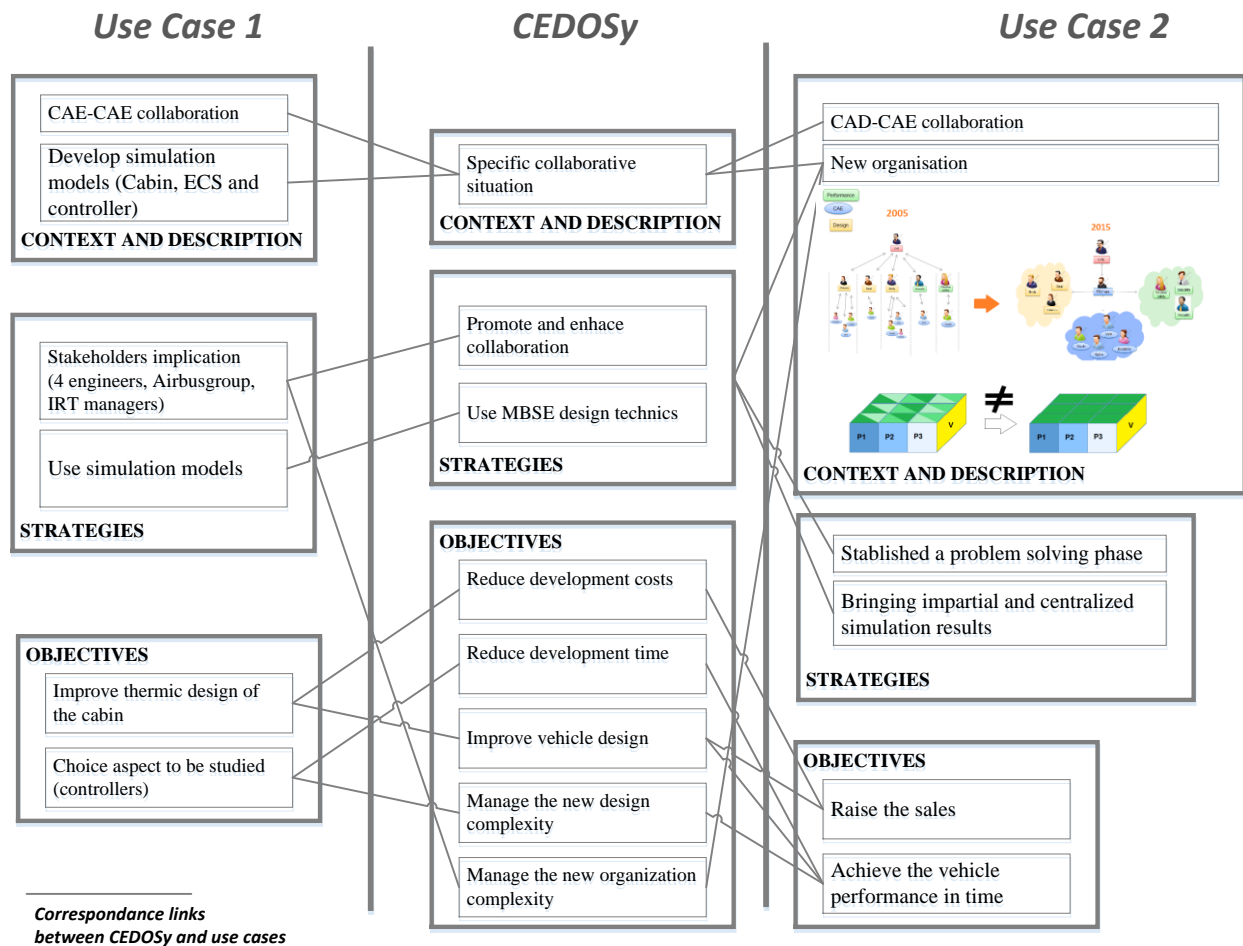 Use Case 1
CEDOSy
Use Case 2
CAE-CAE collaboration
Develop simulation
models (Cabin, ECS and
controller)
CONTEXT AND DESCRIPTION
Stakeholders implication
(4 engineers, Airbusgroup,
IRT managers)
Use simulation models
STRATEGIES
OBJECTIVES
Improve thermic design of
the cabin
Choice aspect to be studied
(controllers)
Correspondance links
between CEDOSy and use cases
Specific collaborative
situation
CONTEXT AND DESCRIPTION
Promote and enhace
collaboration
Use MBSE design technics
STRATEGIES
OBJECTIVES
Reduce development costs
Reduce development time
Improve vehicle design
Manage the new design
complexity
Manage the new organization
complexity
CAD-CAE collaboration
New organisation
Performance
CAE
Design
2005
2015
≠
P1 P2 P3 V
P1 P2 P3 V
CONTEXT AND DESCRIPTION
Stablished a problem solving phase
Bringing impartial and centralized
simulation results
STRATEGIES
OBJECTIVES
Raise the sales
Achieve the vehicle
performance in time